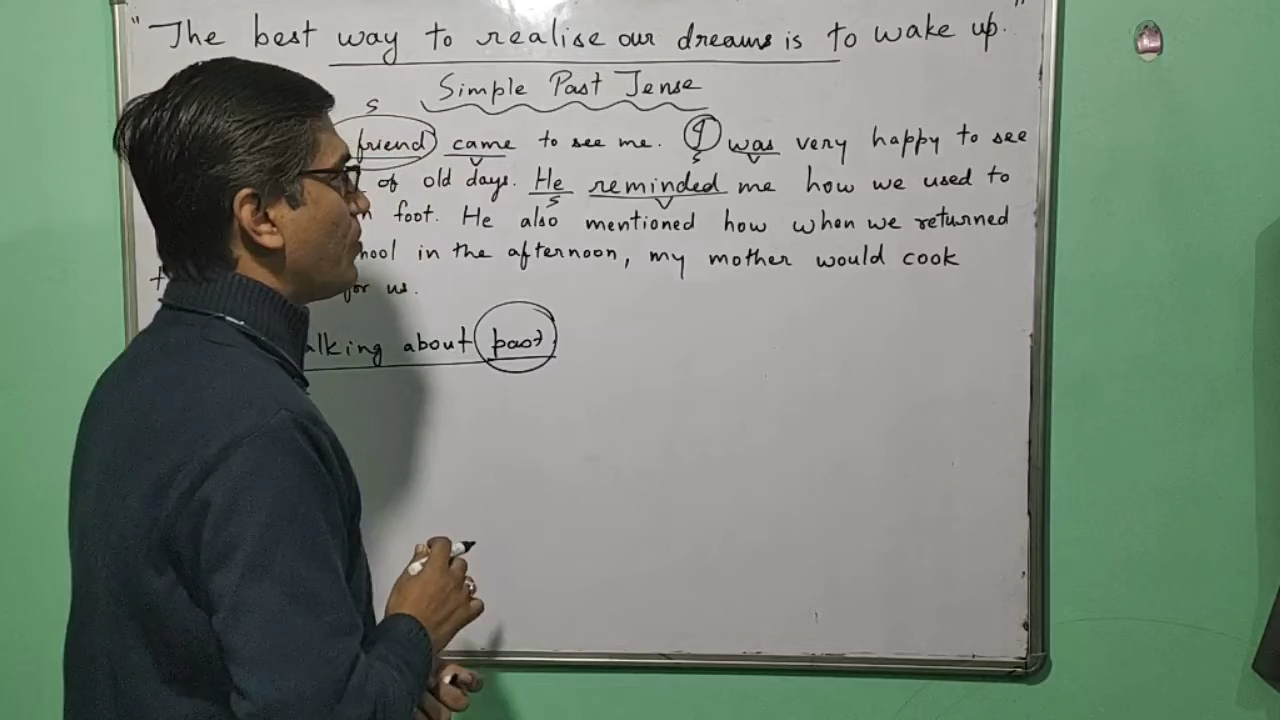 "The best way to realise our dreams is to wake up."
Simple Past Tense
S
friend came to see me. I was very happy to see
V S V
of old days. He reminded me how we used to
S V
foot. He also mentioned how when we returned
in the afternoon, my mother would cook
for us.
about past